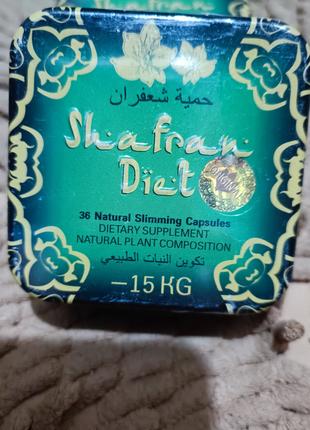 حمية شعفران
Shafran
Diet
36 Natural Slimming Capsules
DIETARY SUPPLEMENT
NATURAL PLANT COMPOSITION
تكوين النبات الطبيعي
–15 KG